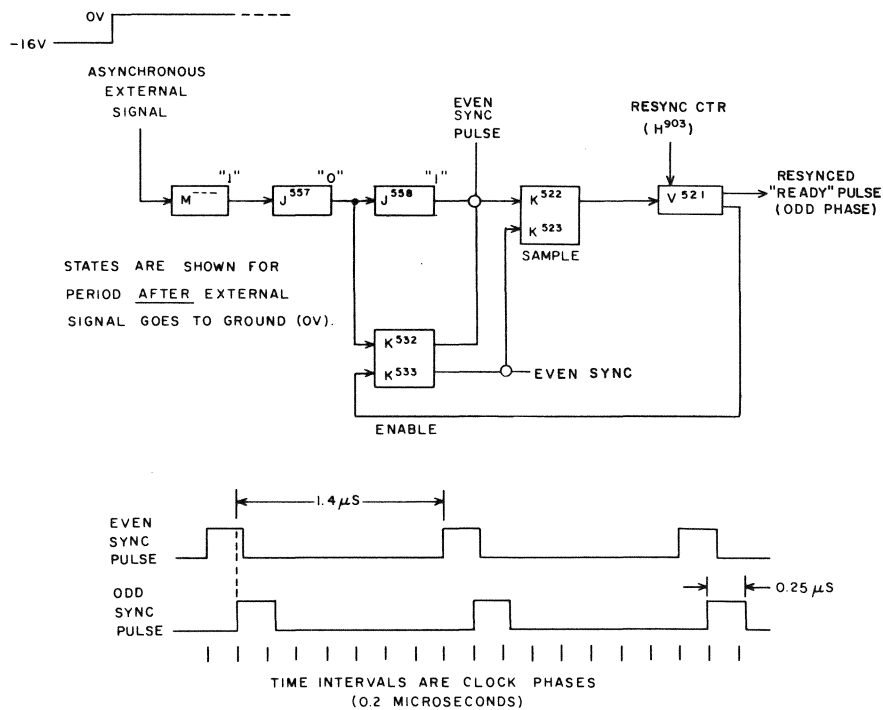 0V
-16V
ASYNCHRONOUS
EXTERNAL
SIGNAL
EVEN
SYNC
PULSE
RESYNC CTR
(H903)
"1"
"0"
"1"
M---
J557
J558
K522
K523
SAMPLE
V521
RESYNCED
"READY" PULSE
(ODD PHASE)
STATES ARE SHOWN FOR
PERIOD AFTER EXTERNAL
SIGNAL GOES TO GROUND (0V).
K532
K533
ENABLE
EVEN SYNC
1.4 μS
EVEN
SYNC
PULSE
0.25 μS
ODD
SYNC
PULSE
TIME INTERVALS ARE CLOCK PHASES
(0.2 MICROSECONDS)